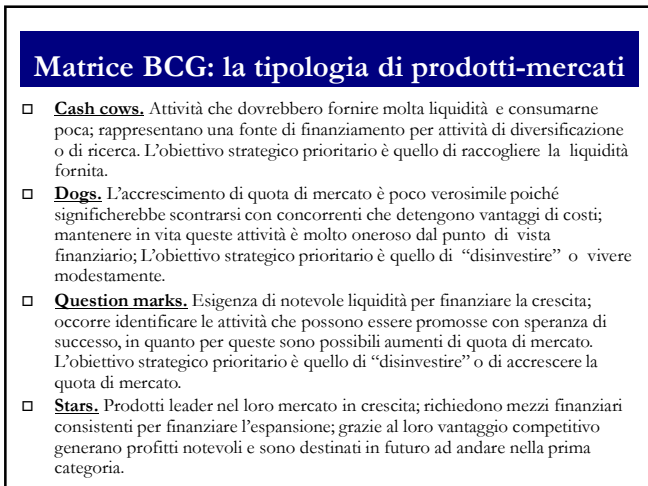 Matrice BCG: la tipologia di prodotti-mercati
Cash cows. Attività che dovrebbero fornire molta liquidità e consumarne
poca; rappresentano una fonte di finanziamento per attività di diversificazione
o di ricerca. L'obiettivo strategico prioritario è quello di raccogliere la liquidità
fornita.
Dogs. L'accrescimento di quota di mercato è poco verosimile poiché
significherebbe scontrarsi con concorrenti che detengono vantaggi di costi;
mantenere in vita queste attività è molto oneroso dal punto di vista
finanziario; L'obiettivo strategico prioritario è quello di “disinvestire” o vivere
modestamente.
Question marks. Esigenza di notevole liquidità per finanziare la crescita;
occorre identificare le attività che possono essere promosse con speranza di
successo, in quanto per queste sono possibili aumenti di quota di mercato.
L'obiettivo strategico prioritario è quello di “disinvestire” o di accrescere la
quota di mercato.
Stars. Prodotti leader nel loro mercato in crescita; richiedono mezzi finanziari
consistenti per finanziare l'espansione; grazie al loro vantaggio competitivo
generano profitti notevoli e sono destinati in futuro ad andare nella prima
categoria.